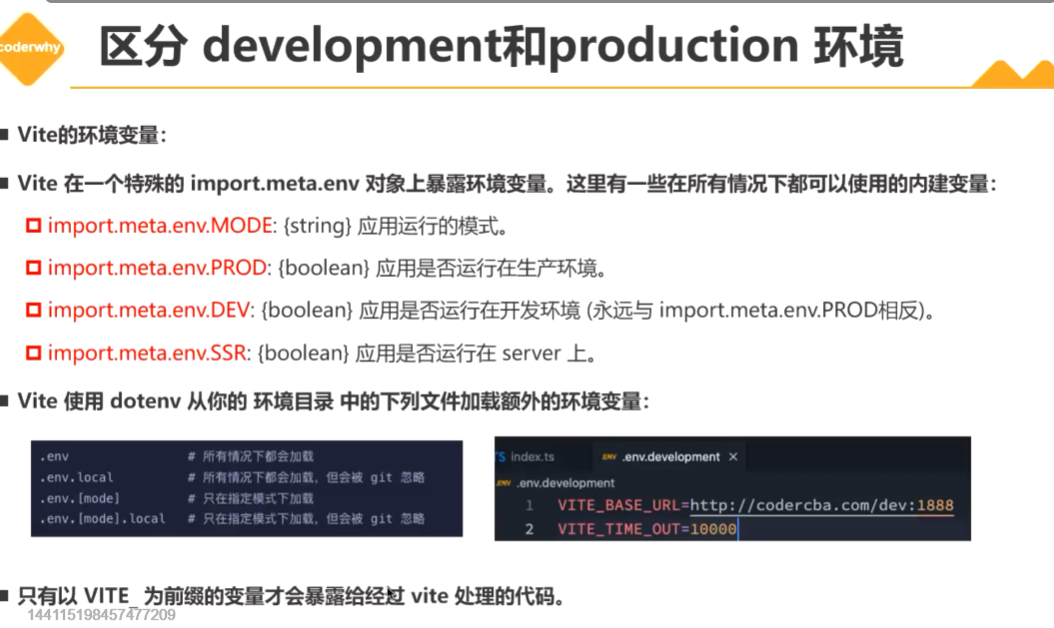 coderwhy
区分 development和production 环境
Vite的环境变量：
Vite 在一个特殊的 import.meta.env 对象上暴露环境变量。这里有一些在所有情况下都可以使用的内建变量：
import.meta.env.MODE: {string} 应用运行的模式。
import.meta.env.PROD: {boolean} 应用是否运行在生产环境。
import.meta.env.DEV: {boolean} 应用是否运行在开发环境 (永远与 import.meta.env.PROD相反)。
import.meta.env.SSR: {boolean} 应用是否运行在 server 上。
Vite 使用 dotenv 从你的 环境目录 中的下列文件加载额外的环境变量：
.env # 所有情况下都会加载
.env.local # 所有情况下都会加载，但会被 git 忽略
.env.[mode] # 只在指定模式下加载
.env.[mode].local # 只在指定模式下加载，但会被 git 忽略
TS index.ts ENV .env.development ×
ENV .env.development
1 VITE_BASE_URL=http://codercba.com/dev:1888
2 VITE_TIME_OUT=10000
只有以 VITE_ 为前缀的变量才会暴露给经过 vite 处理的代码。
144115198457477209